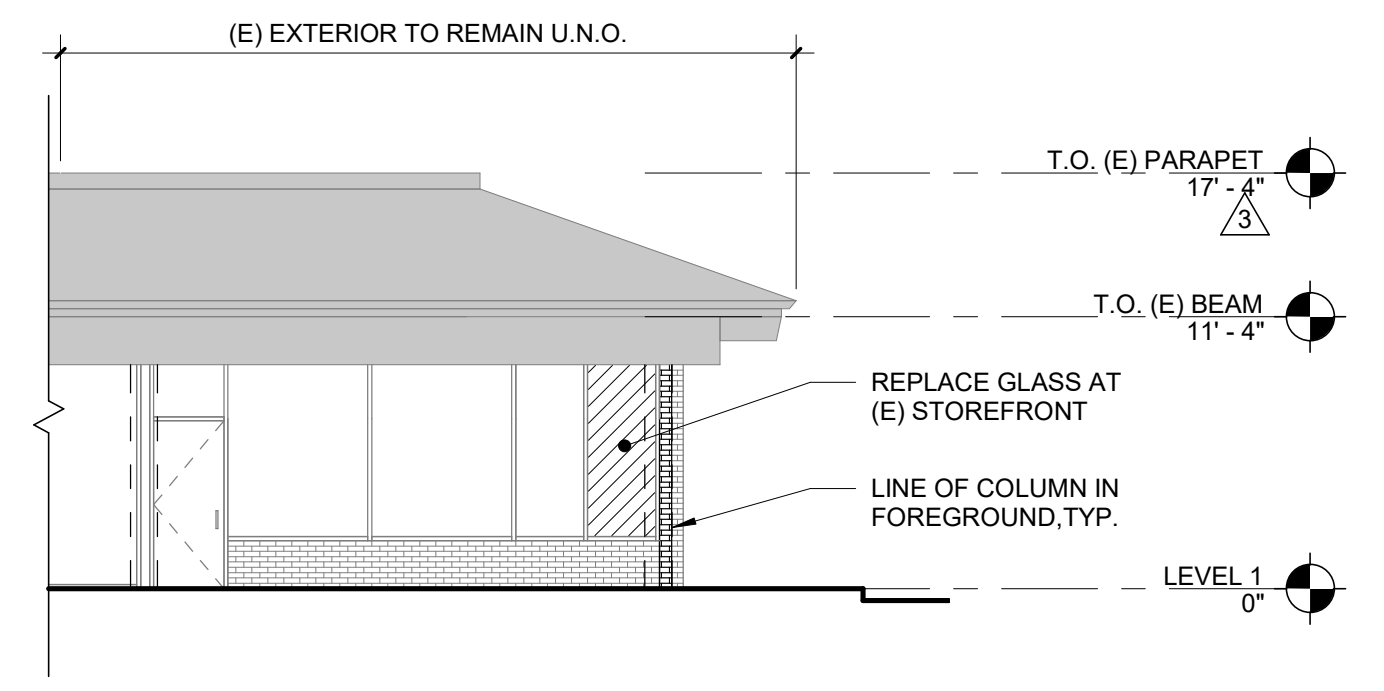 (E) EXTERIOR TO REMAIN U.N.O.
T.O. (E) PARAPET
17' - 4"
3
T.O. (E) BEAM
11' - 4"
REPLACE GLASS AT
(E) STOREFRONT
LINE OF COLUMN IN
FOREGROUND,TYP.
LEVEL 1
0"